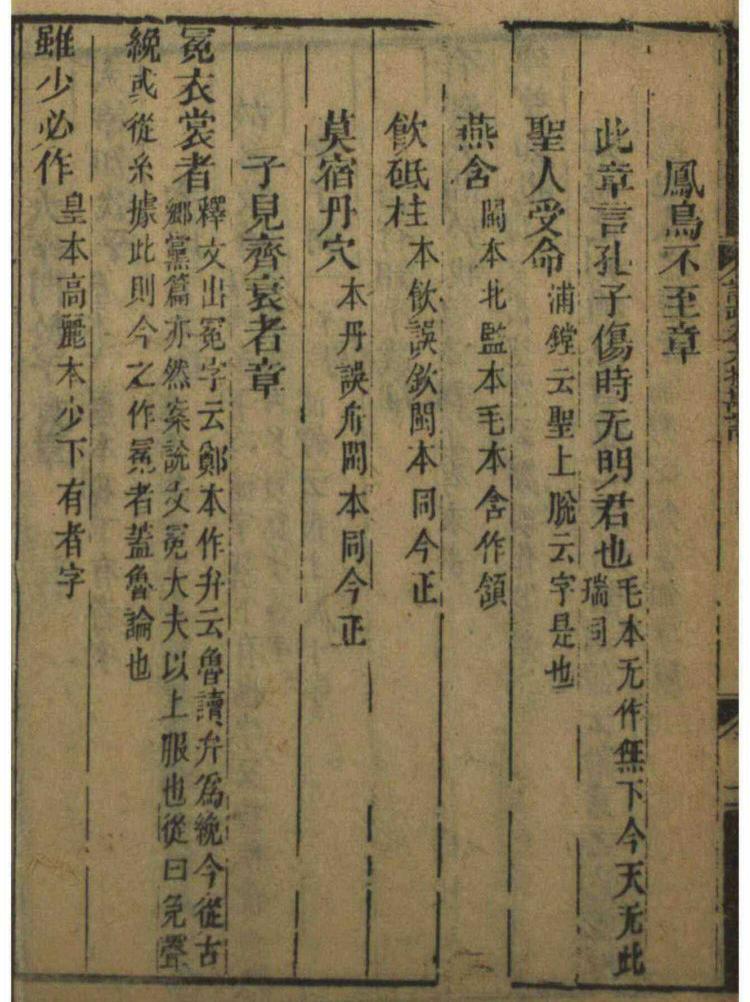 鳳鳥不至章
此章言孔子傷時无明君也 毛本无作無下今天无此
瑞同
聖人受命 浦鏜云聖上脫云字是也
燕含 閩本北監本毛本含作頷
飲砥柱 本飲誤欽閩本同今正
莫宿丹穴 本丹誤舟閩本同今正
子見齊衰者章
冕衣裳者 釋文出冕字云鄭本作弁云魯讀弁為絻今從古
鄉黨篇亦然案說文冕大夫以上服也從曰免聲
絻或從糸據此則今之作冕者蓋魯論也
雖少必作 皇本高麗本少下有者字